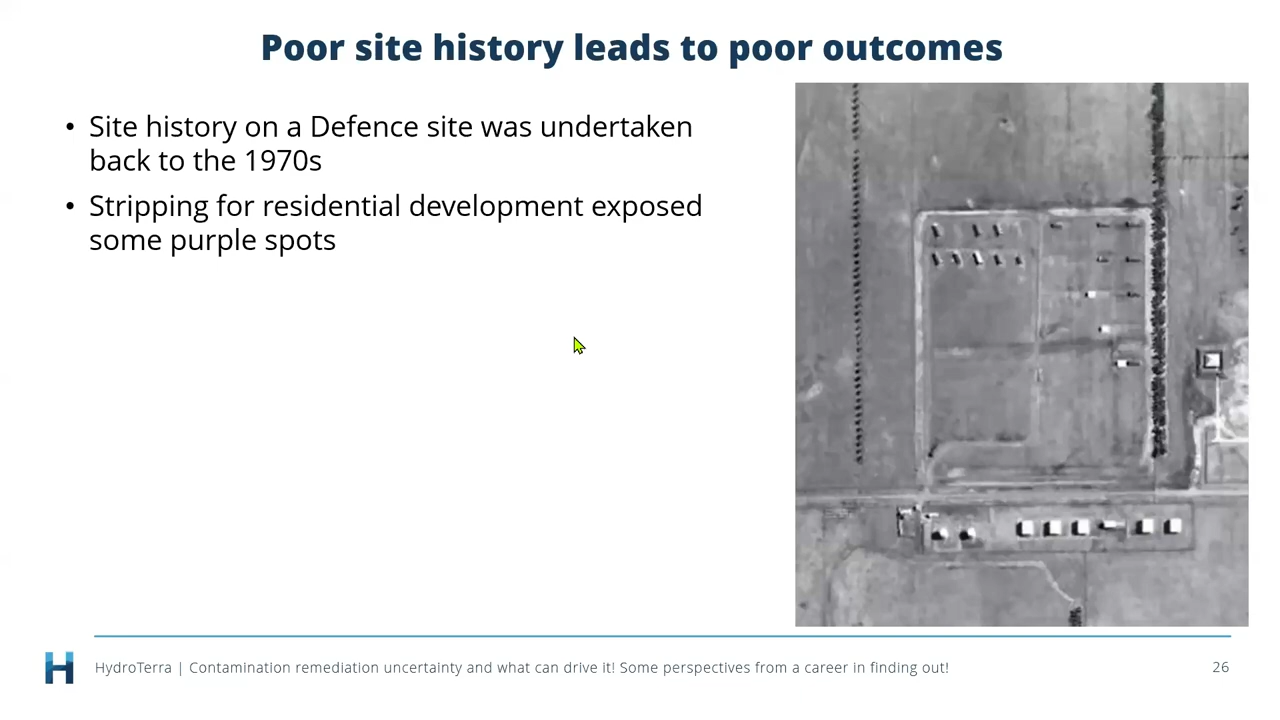 Poor site history leads to poor outcomes
• Site history on a Defence site was undertaken
back to the 1970s
• Stripping for residential development exposed
some purple spots
HydroTerra | Contamination remediation uncertainty and what can drive it! Some perspectives from a career in finding out!
26